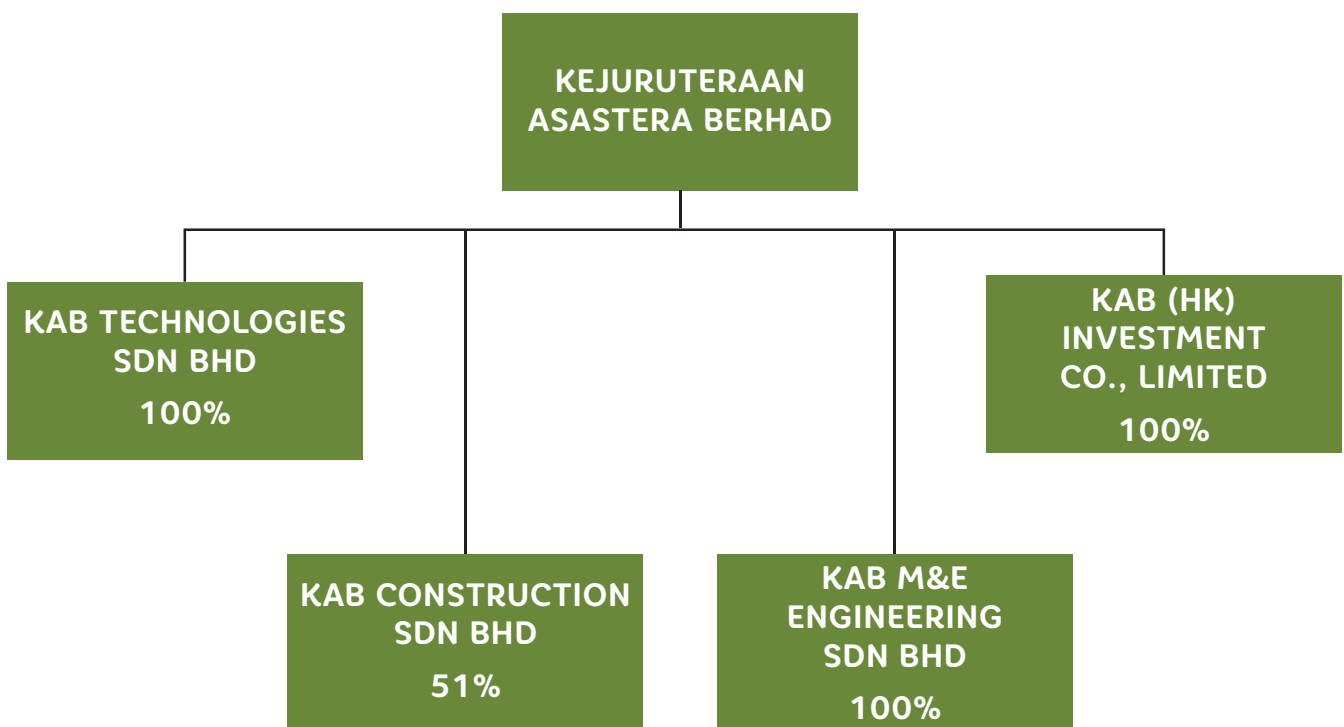 KEJURUTERAAN
ASASTERA BERHAD
KAB TECHNOLOGIES
SDN BHD
100%
KAB (HK)
INVESTMENT
CO., LIMITED
100%
KAB CONSTRUCTION
SDN BHD
51%
KAB M&E
ENGINEERING
SDN BHD
100%